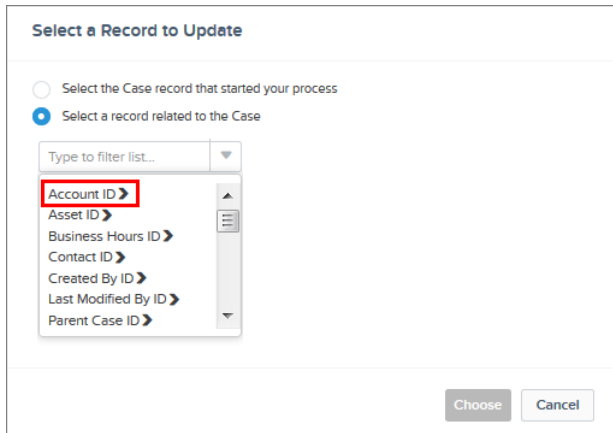 Select a Record to Update
Select the Case record that started your process
Select a record related to the Case
Type to filter list...
Account ID
Asset ID
Business Hours ID
Contact ID
Created By ID
Last Modified By ID
Parent Case ID
Choose Cancel